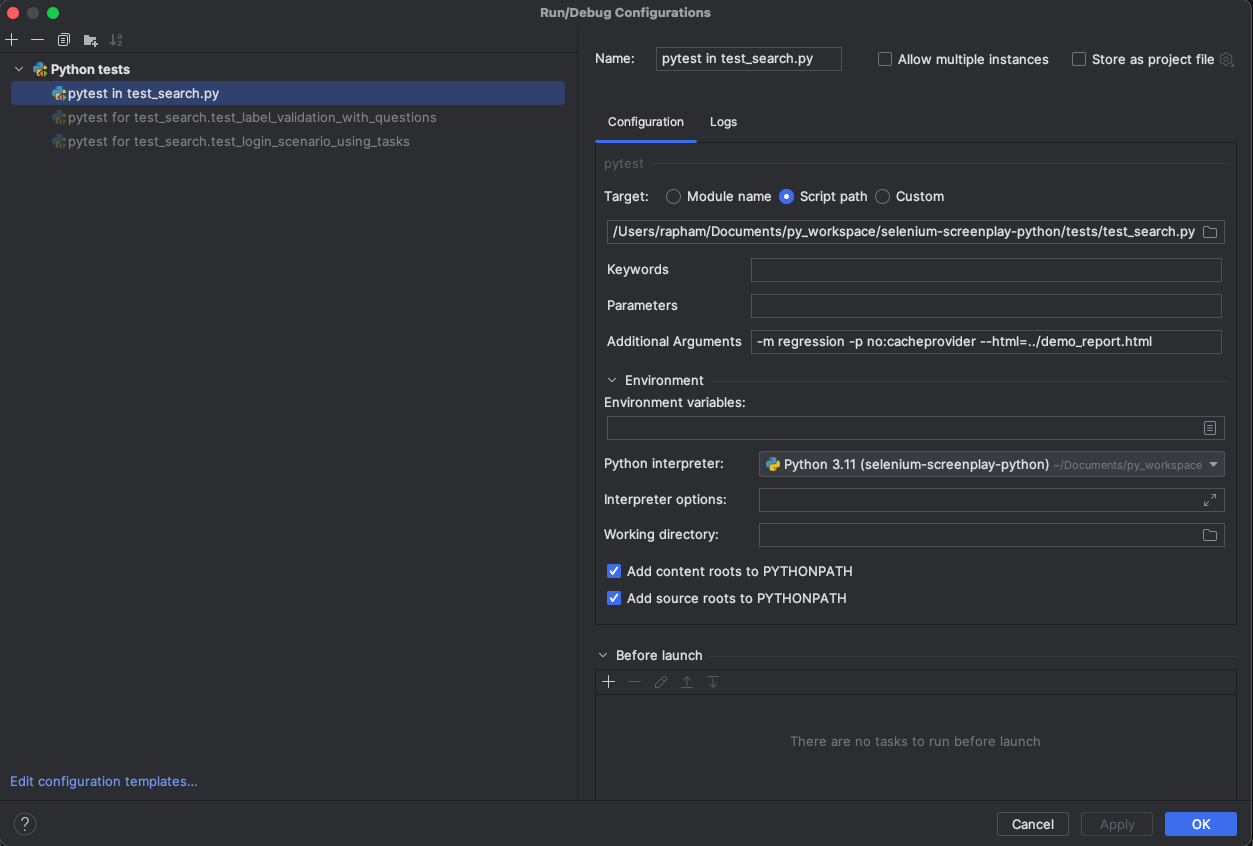 Run/Debug Configurations
Python tests
pytest in test_search.py
pytest for test_search.test_label_validation_with_questions
pytest for test_search.test_login_scenario_using_tasks
Edit configuration templates...
Name: pytest in test_search.py Allow multiple instances Store as project file
Configuration Logs
pytest
Target: Module name Script path Custom
/Users/rapham/Documents/py_workspace/selenium-screenplay-python/tests/test_search.py
Keywords
Parameters
Additional Arguments -m regression -p no:cacheprovider --html=../demo_report.html
Environment
Environment variables:
Python interpreter: Python 3.11 (selenium-screenplay-python) ~/Documents/py_workspace
Interpreter options:
Working directory:
Add content roots to PYTHONPATH
Add source roots to PYTHONPATH
Before launch
There are no tasks to run before launch
? Cancel Apply OK